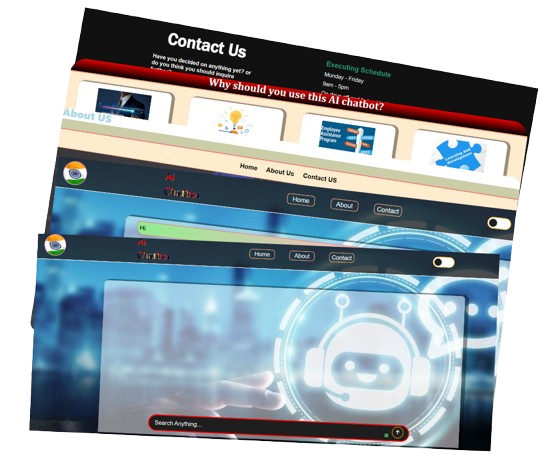 Contact Us
Have you decided on anything yet? or
do you think you should inquire
Executing Schedule
Monday - Friday
9am - 5pm
Why should you use this AI chatbot?
Employee
Assistance
Program
About US
Home About Us Contact US
Ai
Home About Contact
Hi
Ai
Home About Contact
Search Anything...